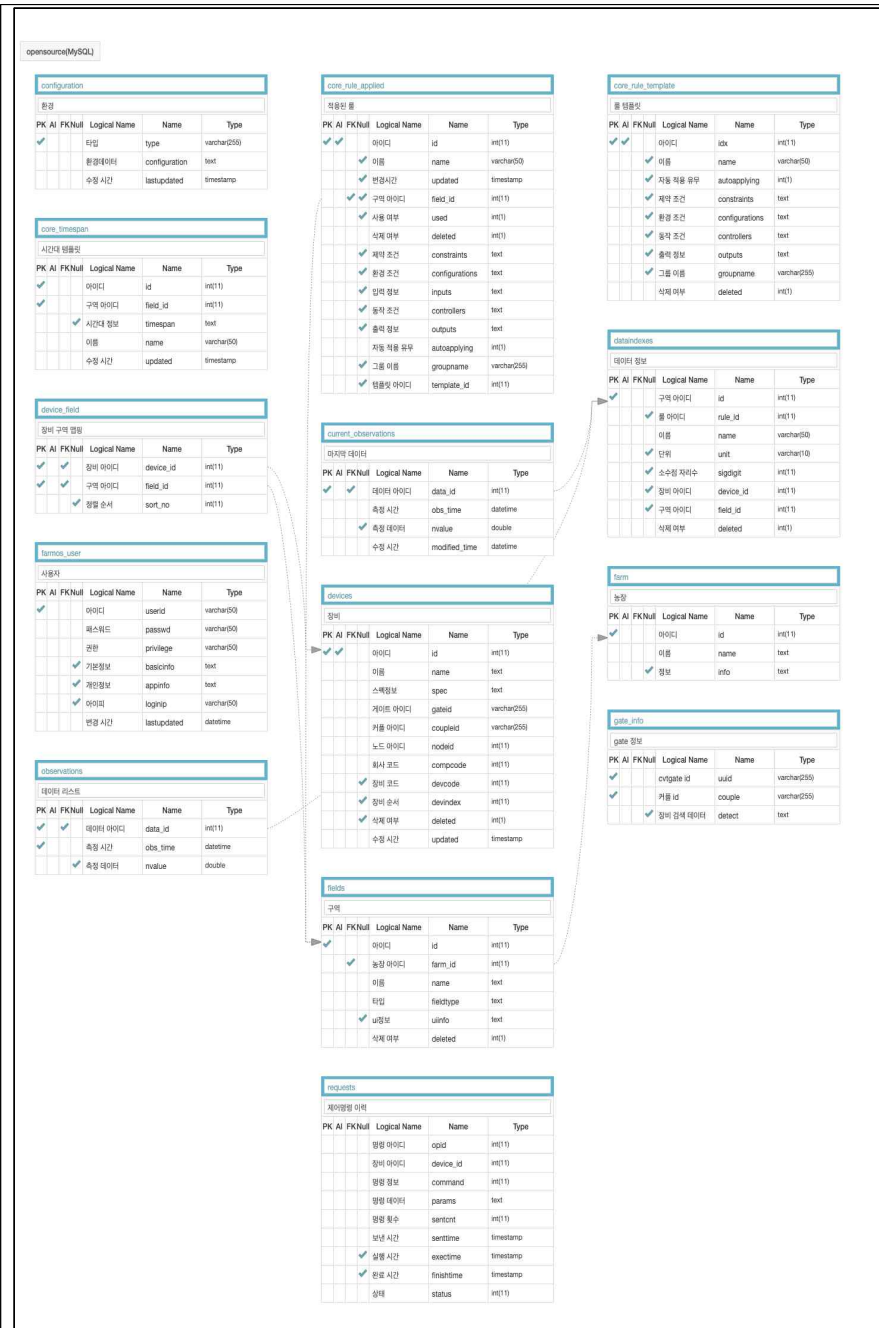 opensource(MySQL)
configuration
환경
PK AI FK Null Logical Name Name Type
타입 type varchar(255)
환경데이터 configuration text
수정 시간 lastupdated timestamp
core_timespan
시간대 템플릿
PK AI FK Null Logical Name Name Type
아이디 id int(11)
구역 아이디 field_id int(11)
시간대 정보 timespan text
이름 name varchar(50)
수정 시간 updated timestamp
device_field
장비 구역 맵핑
PK AI FK Null Logical Name Name Type
장비 아이디 device_id int(11)
구역 아이디 field_id int(11)
정렬 순서 sort_no int(11)
farmos_user
사용자
PK AI FK Null Logical Name Name Type
아이디 userid varchar(50)
패스워드 passwd varchar(50)
권한 privilege varchar(50)
기본정보 basicinfo text
개인정보 appinfo text
아이피 loginip varchar(50)
변경 시간 lastupdated datetime
observations
데이터 리스트
PK AI FK Null Logical Name Name Type
데이터 아이디 data_id int(11)
측정 시간 obs_time datetime
측정 데이터 nvalue double
core_rule_applied
적용된 룰
PK AI FK Null Logical Name Name Type
아이디 id int(11)
이름 name varchar(50)
변경시간 updated timestamp
구역 아이디 field_id int(11)
사용 여부 used int(1)
삭제 여부 deleted int(1)
제약 조건 constraints text
환경 조건 configurations text
입력 정보 inputs text
동작 조건 controllers text
출력 정보 outputs text
자동 적용 유무 autoapplying int(1)
그룹 이름 groupname varchar(255)
템플릿 아이디 template_id int(11)
current_observations
마지막 데이터
PK AI FK Null Logical Name Name Type
데이터 아이디 data_id int(11)
측정 시간 obs_time datetime
측정 데이터 nvalue double
수정 시간 modified_time datetime
devices
장비
PK AI FK Null Logical Name Name Type
아이디 id int(11)
이름 name text
스펙정보 spec text
게이트 아이디 gateid varchar(255)
커플 아이디 coupleid varchar(255)
노드 아이디 nodeid int(11)
회사 코드 compcode int(11)
장비 코드 devcode int(11)
장비 순서 devindex int(11)
삭제 여부 deleted int(1)
수정 시간 updated timestamp
fields
구역
PK AI FK Null Logical Name Name Type
아이디 id int(11)
농장 아이디 farm_id int(11)
이름 name text
타입 fieldtype text
ui정보 uiinfo text
삭제 여부 deleted int(1)
requests
제어명령 이력
PK AI FK Null Logical Name Name Type
명령 아이디 opid int(11)
장비 아이디 device_id int(11)
명령 정보 command int(11)
명령 데이터 params text
명령 횟수 sentcnt int(11)
보낸 시간 senttime timestamp
실행 시간 exectime timestamp
완료 시간 finishtime timestamp
상태 status int(11)
core_rule_template
룰 템플릿
PK AI FK Null Logical Name Name Type
아이디 idx int(11)
이름 name varchar(50)
자동 적용 유무 autoapplying int(1)
제약 조건 constraints text
환경 조건 configurations text
동작 조건 controllers text
출력 정보 outputs text
그룹 이름 groupname varchar(255)
삭제 여부 deleted int(1)
dataindexes
데이터 정보
PK AI FK Null Logical Name Name Type
구역 아이디 id int(11)
룰 아이디 rule_id int(11)
이름 name varchar(50)
단위 unit varchar(10)
소수점 자리수 sigdigit int(11)
장비 아이디 device_id int(11)
구역 아이디 field_id int(11)
삭제 여부 deleted int(1)
farm
농장
PK AI FK Null Logical Name Name Type
아이디 id int(11)
이름 name text
정보 info text
gate_info
gate 정보
PK AI FK Null Logical Name Name Type
cvtgate id uuid varchar(255)
커플 id couple varchar(255)
장비 검색 데이터 detect text